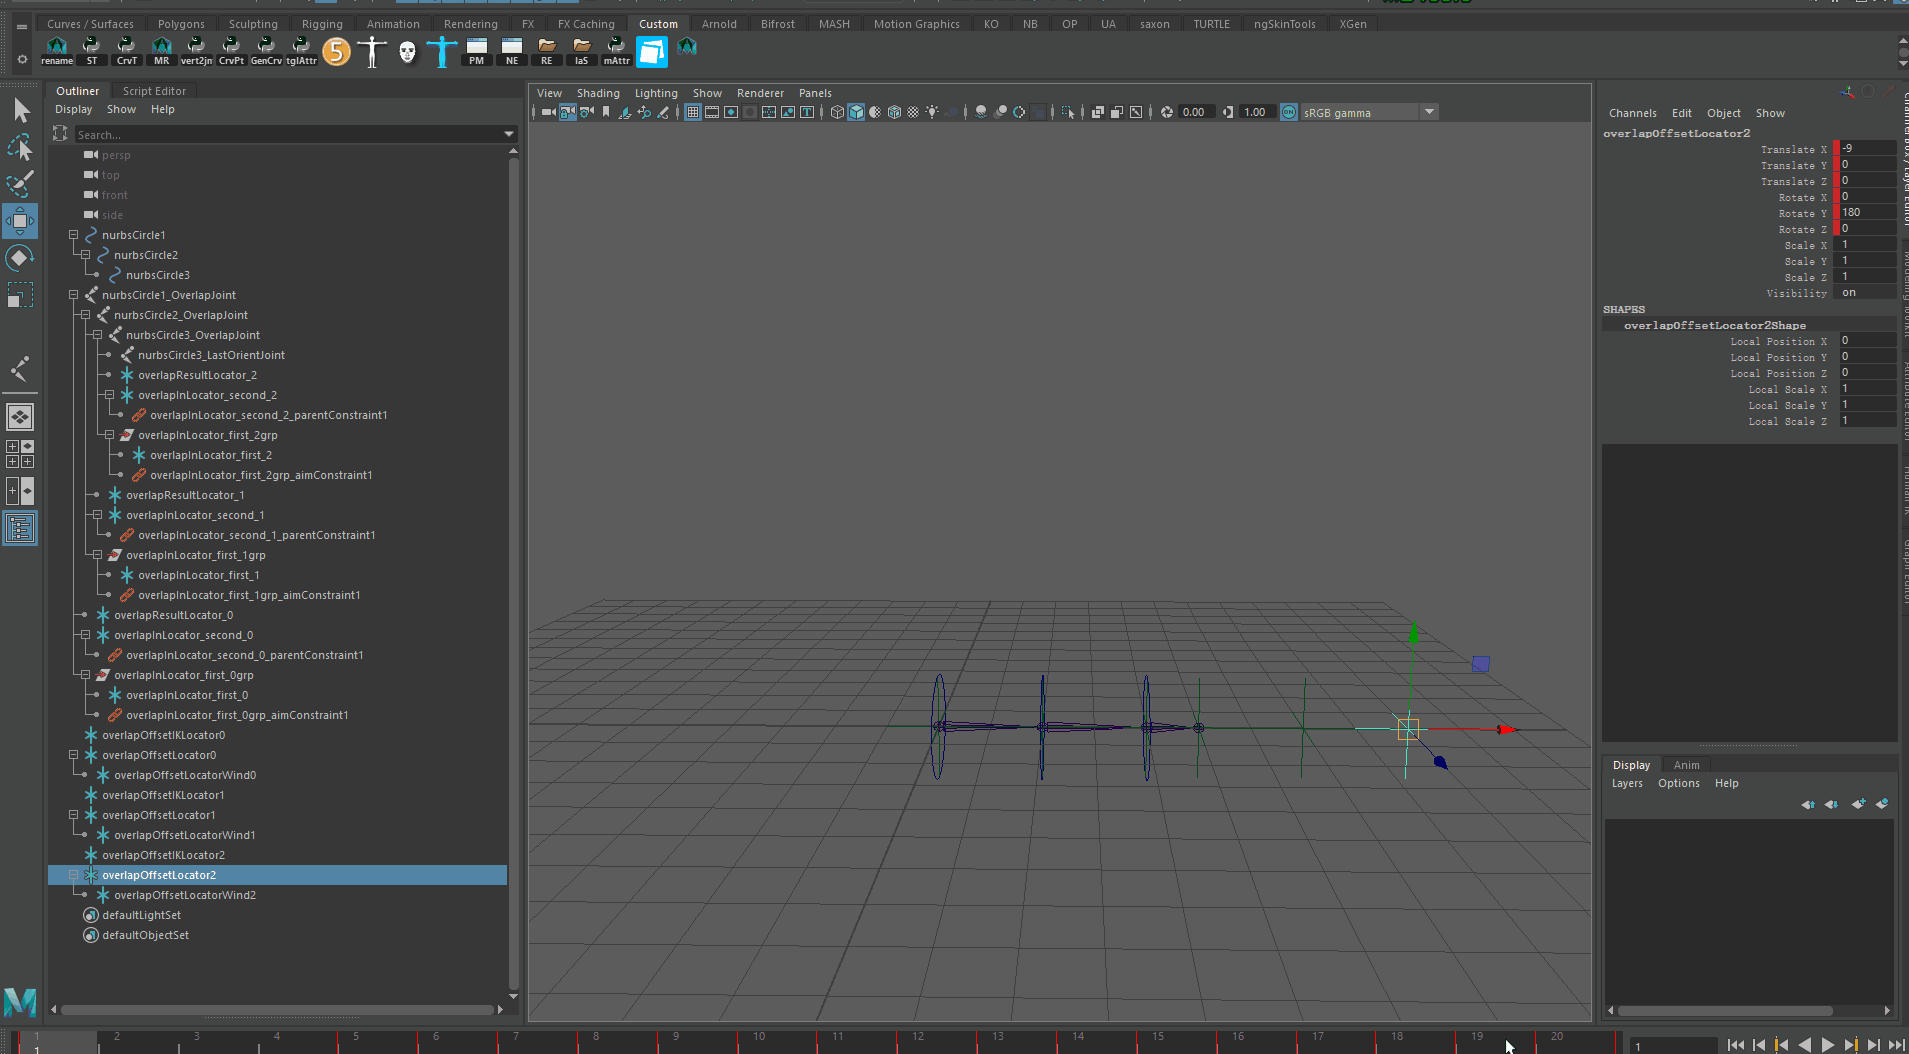 Curves / Surfaces Polygons Sculpting Rigging Animation Rendering FX FX Caching Custom Arnold Bifrost MASH Motion Graphics KO NB OP UA saxon TURTLE ngSkinTools XGen
rename ST CrvT MR vert2jn CrvPt GenCrv tglAttr 5 PM NE RE IaS mAttr
Outliner Script Editor
Display Show Help
Search...
persp
top
front
side
nurbsCircle1
nurbsCircle2
nurbsCircle3
nurbsCircle1_OverlapJoint
nurbsCircle2_OverlapJoint
nurbsCircle3_OverlapJoint
nurbsCircle3_LastOrientJoint
overlapResultLocator_2
overlapInLocator_second_2
overlapInLocator_second_2_parentConstraint1
overlapInLocator_first_2grp
overlapInLocator_first_2
overlapInLocator_first_2grp_aimConstraint1
overlapResultLocator_1
overlapInLocator_second_1
overlapInLocator_second_1_parentConstraint1
overlapInLocator_first_1grp
overlapInLocator_first_1
overlapInLocator_first_1grp_aimConstraint1
overlapResultLocator_0
overlapInLocator_second_0
overlapInLocator_second_0_parentConstraint1
overlapInLocator_first_0grp
overlapInLocator_first_0
overlapInLocator_first_0grp_aimConstraint1
overlapOffsetIKLocator0
overlapOffsetLocator0
overlapOffsetLocatorWind0
overlapOffsetIKLocator1
overlapOffsetLocator1
overlapOffsetLocatorWind1
overlapOffsetIKLocator2
overlapOffsetLocator2
overlapOffsetLocatorWind2
defaultLightSet
defaultObjectSet
View Shading Lighting Show Renderer Panels
0.00 1.00 ON sRGB gamma
Channels Edit Object Show
overlapOffsetLocator2
Translate X -9
Translate Y 0
Translate Z 0
Rotate X 0
Rotate Y 180
Rotate Z 0
Scale X 1
Scale Y 1
Scale Z 1
Visibility on
SHAPES
overlapOffsetLocator2Shape
Local Position X 0
Local Position Y 0
Local Position Z 0
Local Scale X 1
Local Scale Y 1
Local Scale Z 1
Display Anim
Layers Options Help
1 2 3 4 5 6 7 8 9 10 11 12 13 14 15 16 17 18 19 20
1
1